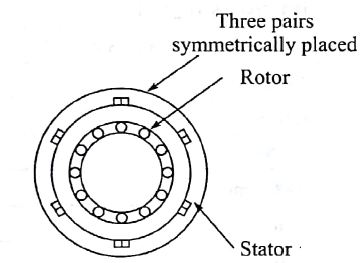 Three pairs
symmetrically placed
Rotor
Stator